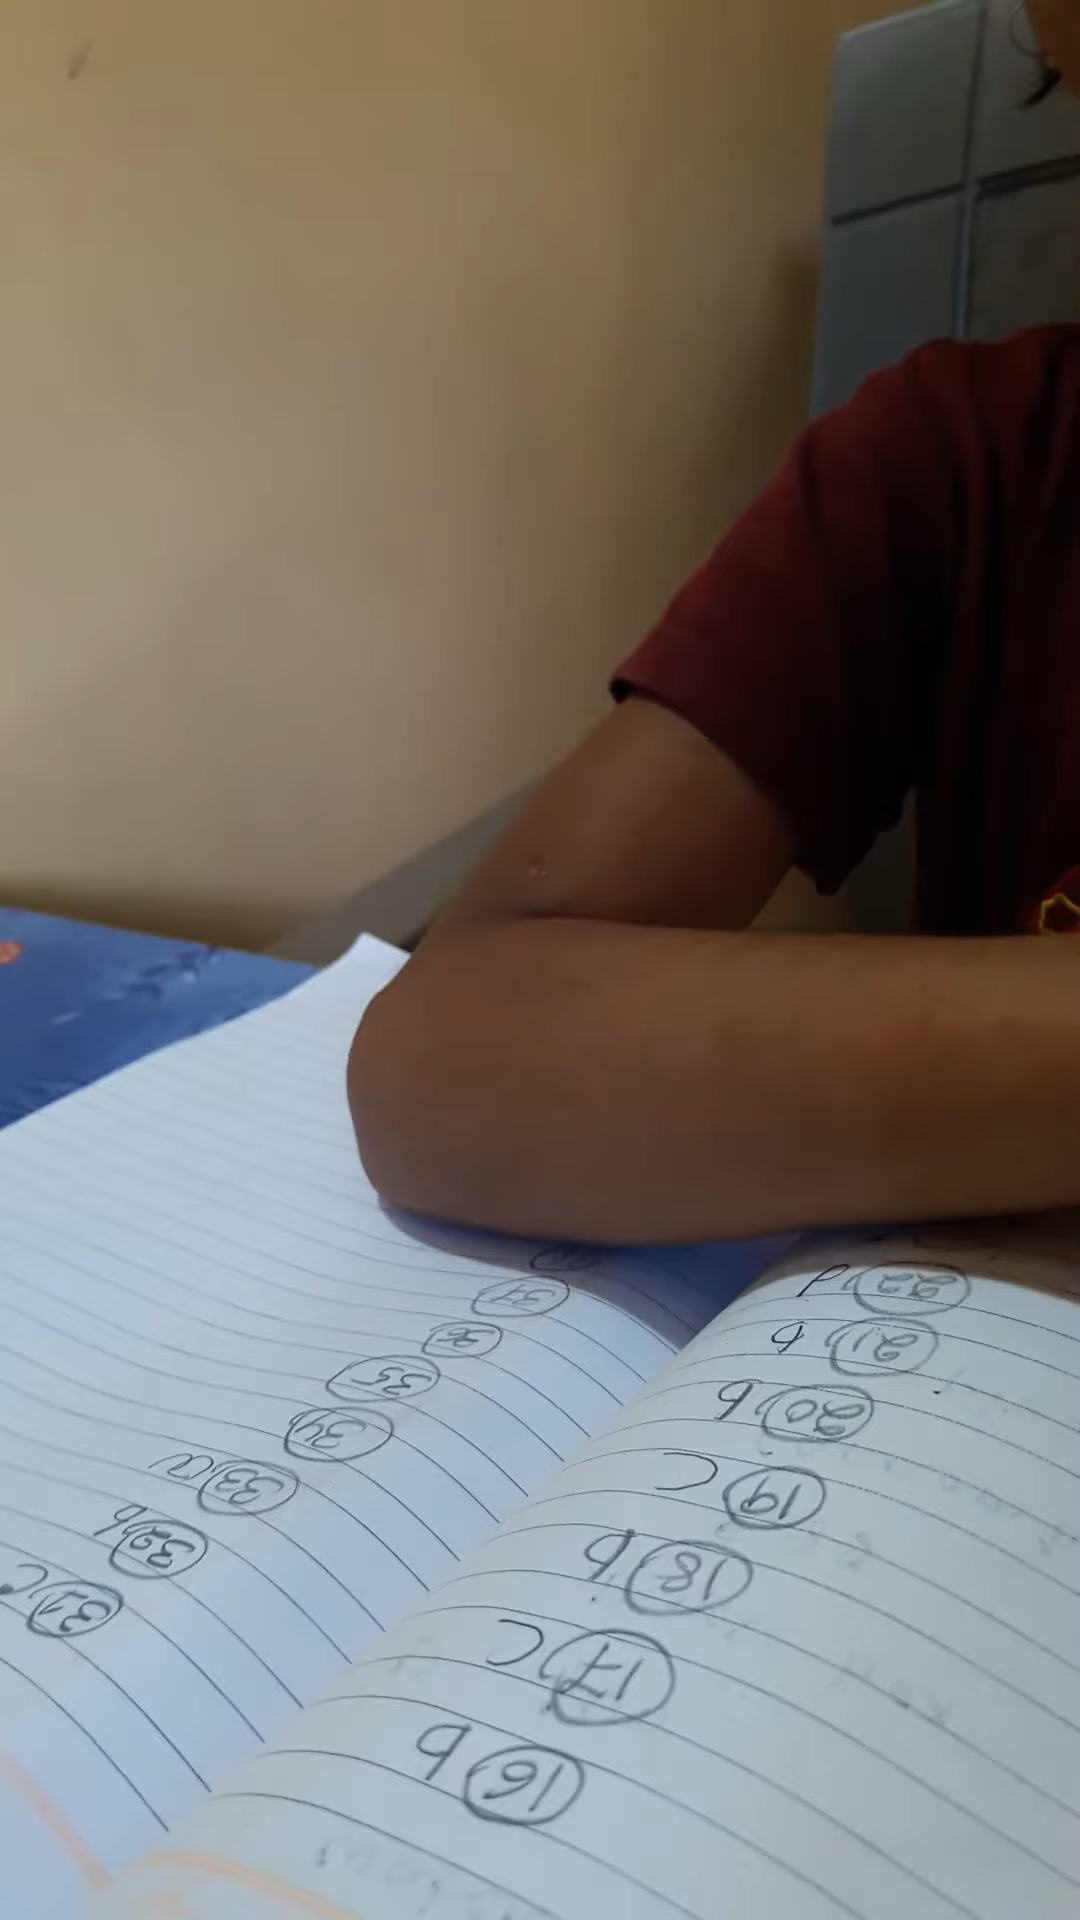 16) b
17) C
18) b
19) C
20) b
21) a
22) d
31) C
32) b
33) a
34)
35)
36)
37)